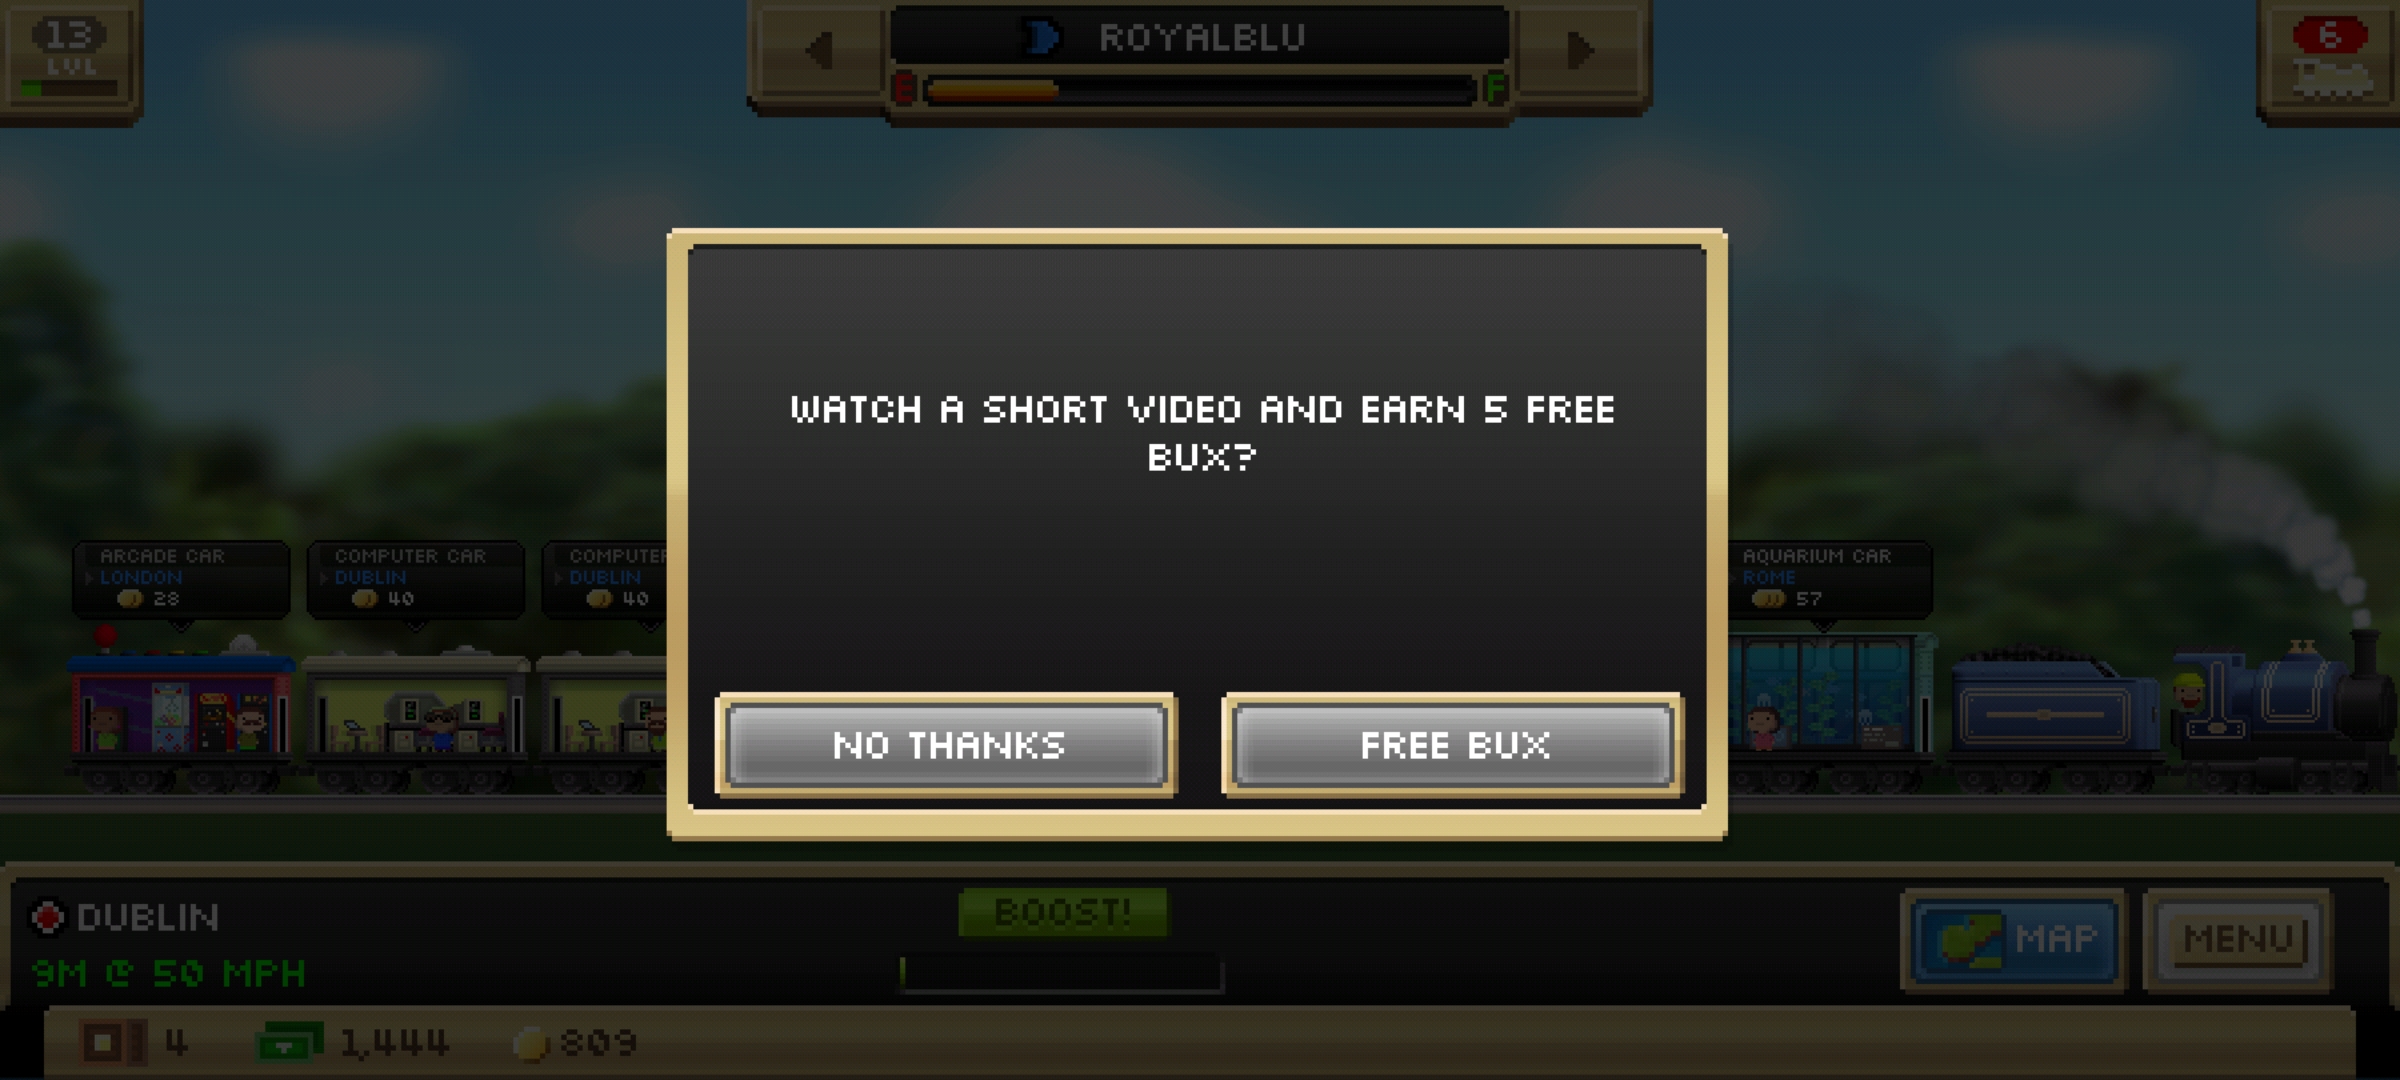 13
LVL
ROYALBLU
E F
6
WATCH A SHORT VIDEO AND EARN 5 FREE
BUX?
NO THANKS
FREE BUX
ARCADE CAR
LONDON
28
COMPUTER CAR
DUBLIN
40
COMPUTER
DUBLIN
40
AQUARIUM CAR
ROME
57
DUBLIN
9M @ 50 MPH
BOOST!
MAP
MENU
4
1,444
809